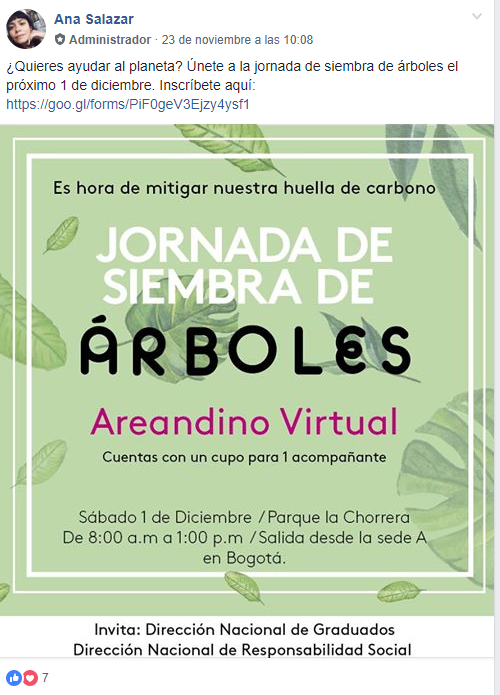 Ana Salazar
Administrador · 23 de noviembre a las 10:08
¿Quieres ayudar al planeta? Únete a la jornada de siembra de árboles el
próximo 1 de diciembre. Inscríbete aquí:
https://goo.gl/forms/PiF0geV3Ejzy4ysf1
Es hora de mitigar nuestra huella de carbono
JORNADA DE
SIEMBRA DE
ÁRBOLES
Areandino Virtual
Cuentas con un cupo para 1 acompañante
Sábado 1 de Diciembre / Parque la Chorrera
De 8:00 a.m a 1:00 p.m / Salida desde la sede A
en Bogotá.
Invita: Dirección Nacional de Graduados
Dirección Nacional de Responsabilidad Social
7